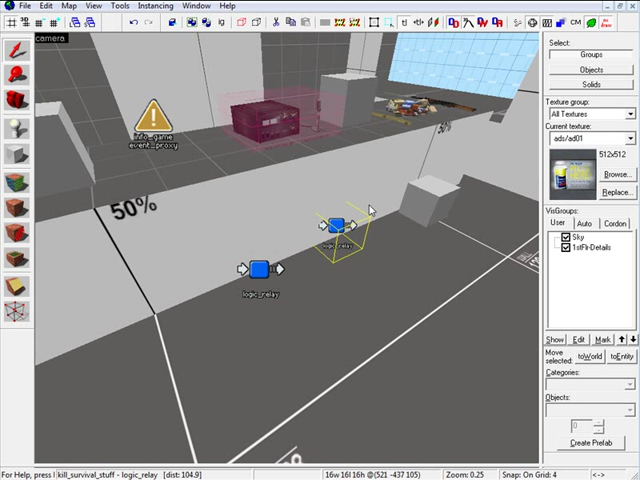 File Edit Map View Tools Instancing Window Help
camera
Select:
Groups
Objects
Solids
Texture group:
All Textures
Current texture:
ads/ad01
512x512
Browse...
Replace...
VisGroups:
User Auto Cordon
Sky
1stFlr-Details
Show Edit Mark
Move selected: toWorld toEntity
Categories:
Objects:
0
Create Prefab
info_game_event_proxy
50%
50%
logic_relay
logic_relay
For Help, press kill_survival_stuff - logic_relay [dist: 104.9] 16w 16l 16h @(521 -437 105) Zoom: 0.25 Snap: On Grid: 4 <->